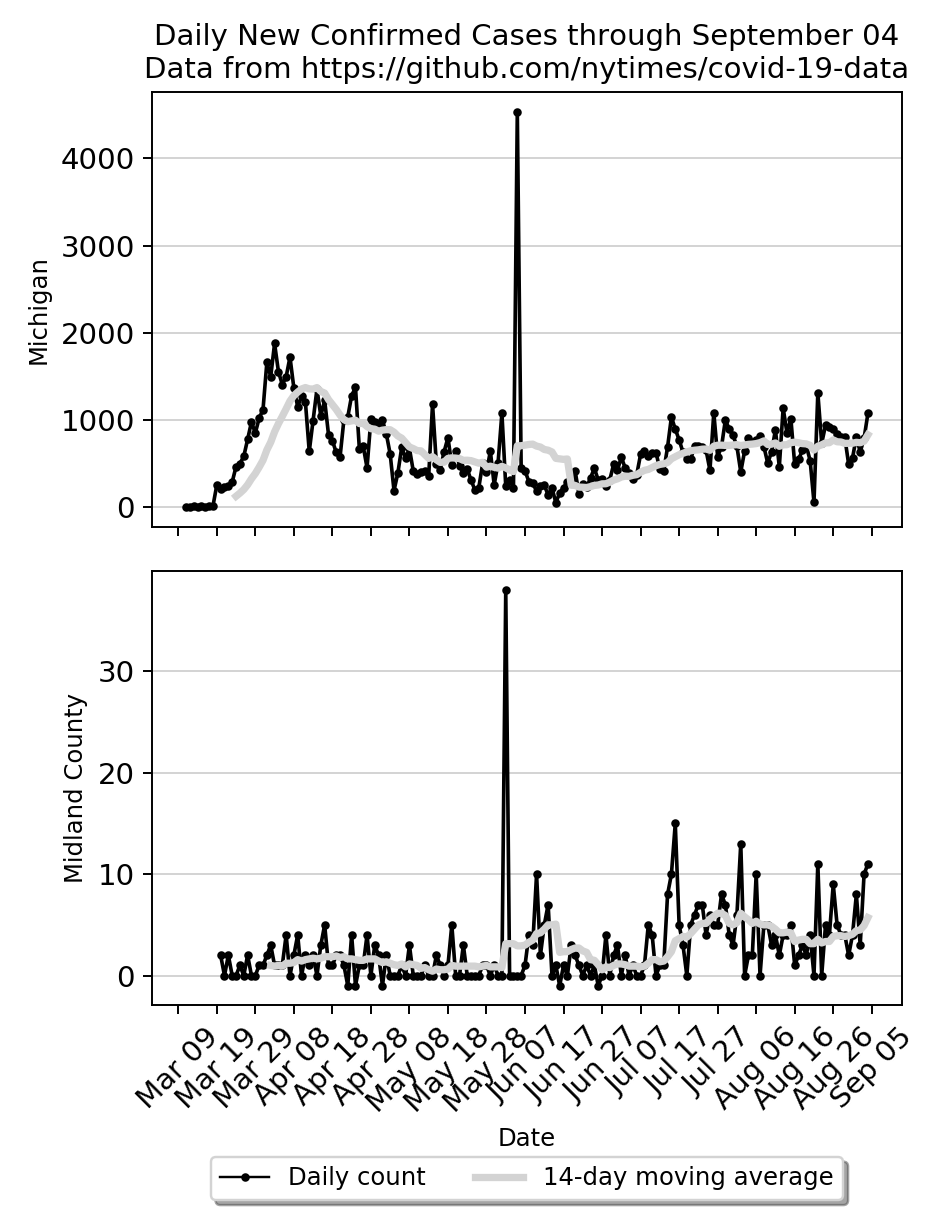 Daily New Confirmed Cases through September 04
Data from https://github.com/nytimes/covid-19-data
Michigan
4000
3000
2000
1000
0
Midland County
30
20
10
0
Mar 09
Mar 19
Mar 29
Apr 08
Apr 18
Apr 28
May 08
May 18
May 28
Jun 07
Jun 17
Jun 27
Jul 07
Jul 17
Jul 27
Aug 06
Aug 16
Aug 26
Sep 05
Date
Daily count
14-day moving average